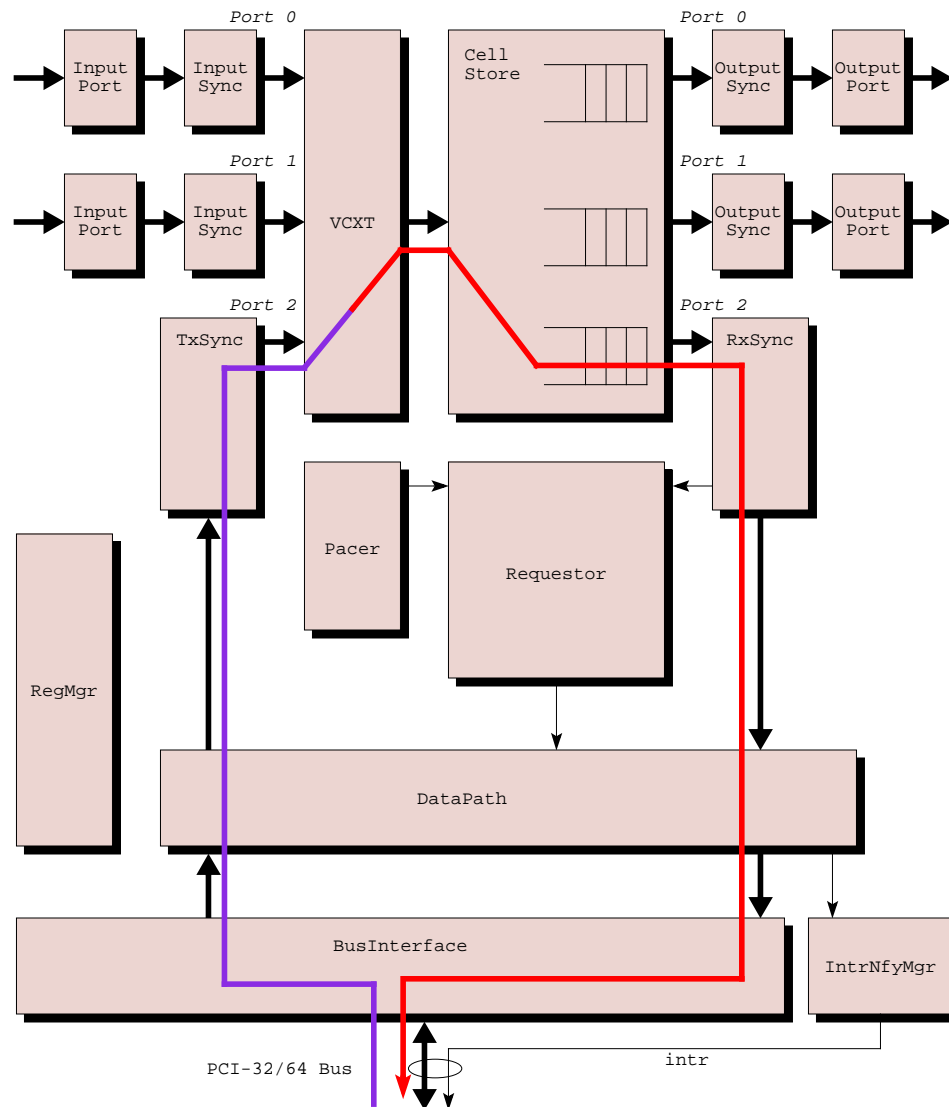 Port 0
Port 0
Input
Port
Input
Sync
Cell
Store
Output
Sync
Output
Port
Port 1
Port 1
Input
Port
Input
Sync
VCXT
Output
Sync
Output
Port
Port 2
Port 2
TxSync
RxSync
Pacer
Requestor
RegMgr
DataPath
BusInterface
IntrNfyMgr
PCI-32/64 Bus
intr